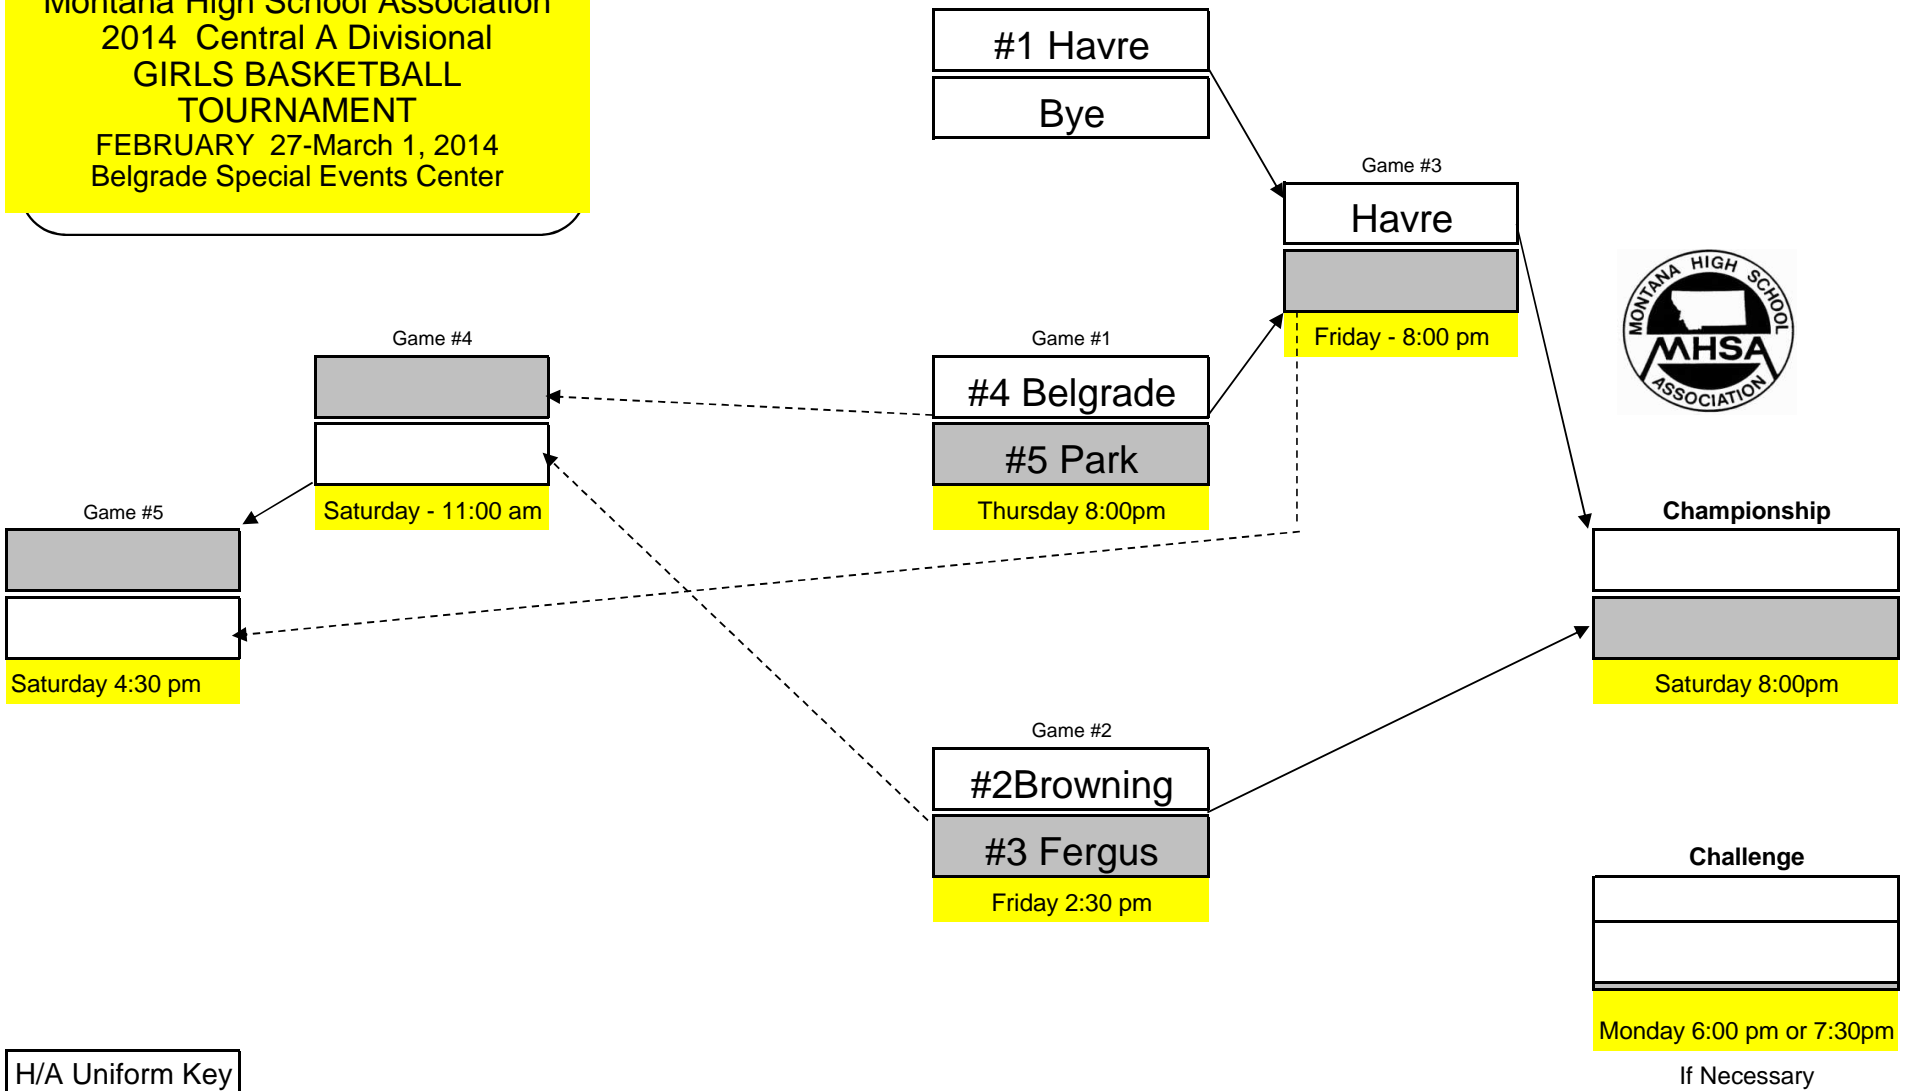 Montana High School Association
2014 Central A Divisional
GIRLS BASKETBALL
TOURNAMENT
FEBRUARY 27-March 1, 2014
Belgrade Special Events Center
#1 Havre
Bye
Game #3
Havre
Friday - 8:00 pm
MONTANA HIGH SCHOOL
MHSA
ASSOCIATION
Game #4
Saturday - 11:00 am
Game #1
#4 Belgrade
#5 Park
Thursday 8:00pm
Game #5
Saturday 4:30 pm
Championship
Saturday 8:00pm
Game #2
#2Browning
#3 Fergus
Friday 2:30 pm
Challenge
Monday 6:00 pm or 7:30pm
If Necessary
H/A Uniform Key